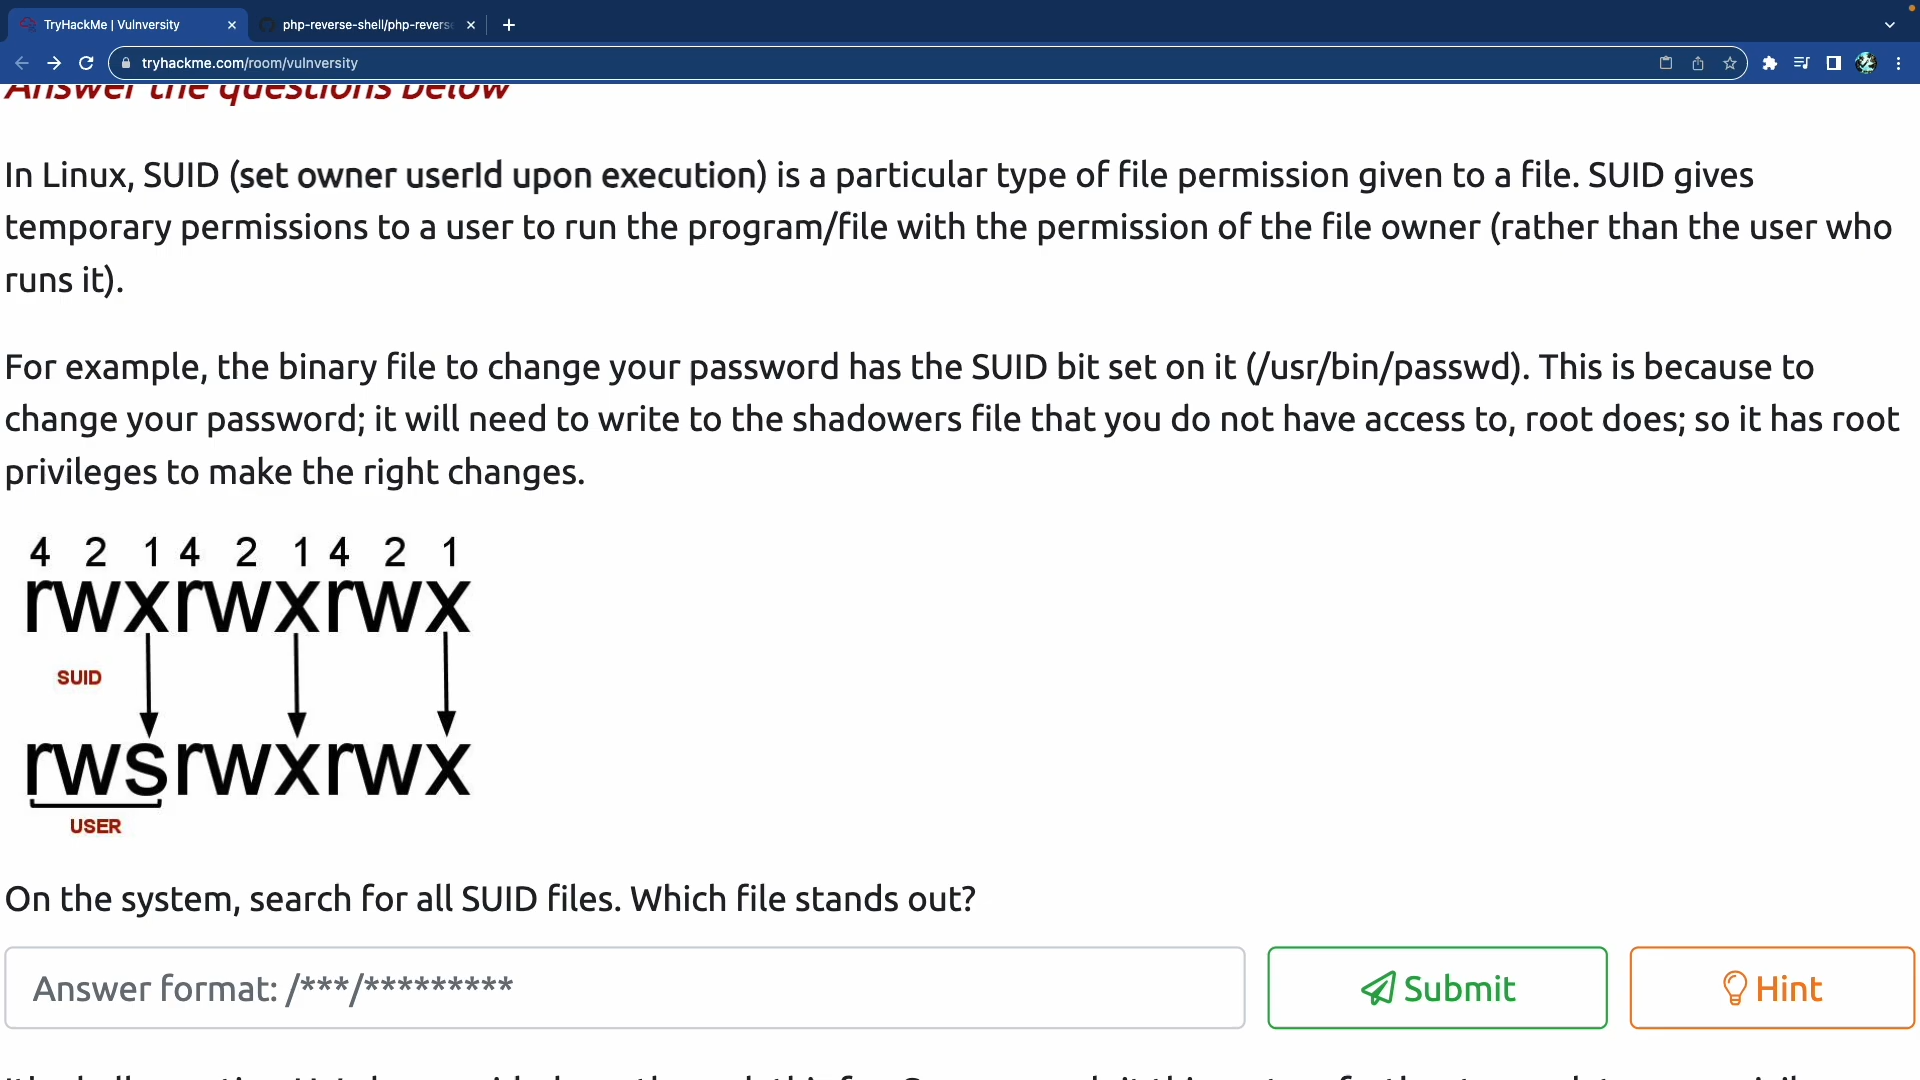 TryHackMe | Vulnversity
php-reverse-shell/php-revers
tryhackme.com/room/vulnversity
Answer the questions below
In Linux, SUID (set owner userId upon execution) is a particular type of file permission given to a file. SUID gives
temporary permissions to a user to run the program/file with the permission of the file owner (rather than the user who
runs it).
For example, the binary file to change your password has the SUID bit set on it (/usr/bin/passwd). This is because to
change your password; it will need to write to the shadowers file that you do not have access to, root does; so it has root
privileges to make the right changes.
4 2 1 4 2 1 4 2 1
rwxrwxrwx
SUID
rwsrwxrwx
USER
On the system, search for all SUID files. Which file stands out?
Answer format: /***/*********
Submit
Hint